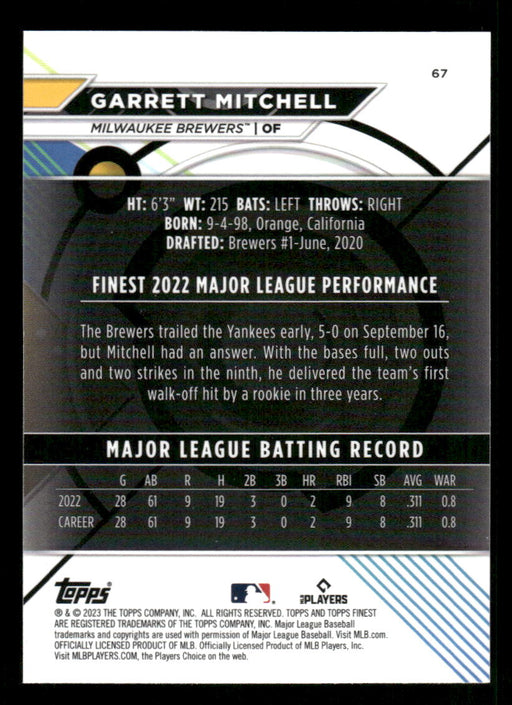 67
GARRETT MITCHELL
MILWAUKEE BREWERS™ | OF
HT: 6'3" WT: 215 BATS: LEFT THROWS: RIGHT
BORN: 9-4-98, Orange, California
DRAFTED: Brewers #1-June, 2020
FINEST 2022 MAJOR LEAGUE PERFORMANCE
The Brewers trailed the Yankees early, 5-0 on September 16,
but Mitchell had an answer. With the bases full, two outs
and two strikes in the ninth, he delivered the team's first
walk-off hit by a rookie in three years.
MAJOR LEAGUE BATTING RECORD
G AB R H 2B 3B HR RBI SB AVG WAR
2022 28 61 9 19 3 0 2 9 8 .311 0.8
CAREER 28 61 9 19 3 0 2 9 8 .311 0.8
topps PLAYERS
® & © 2023 THE TOPPS COMPANY, INC. ALL RIGHTS RESERVED. TOPPS AND TOPPS FINEST
ARE REGISTERED TRADEMARKS OF THE TOPPS COMPANY, INC. Major League Baseball
trademarks and copyrights are used with permission of Major League Baseball. Visit MLB.com.
OFFICIALLY LICENSED PRODUCT OF MLB. Officially Licensed Product of MLB Players, Inc.
Visit MLBPLAYERS.COM, the Players Choice on the web.